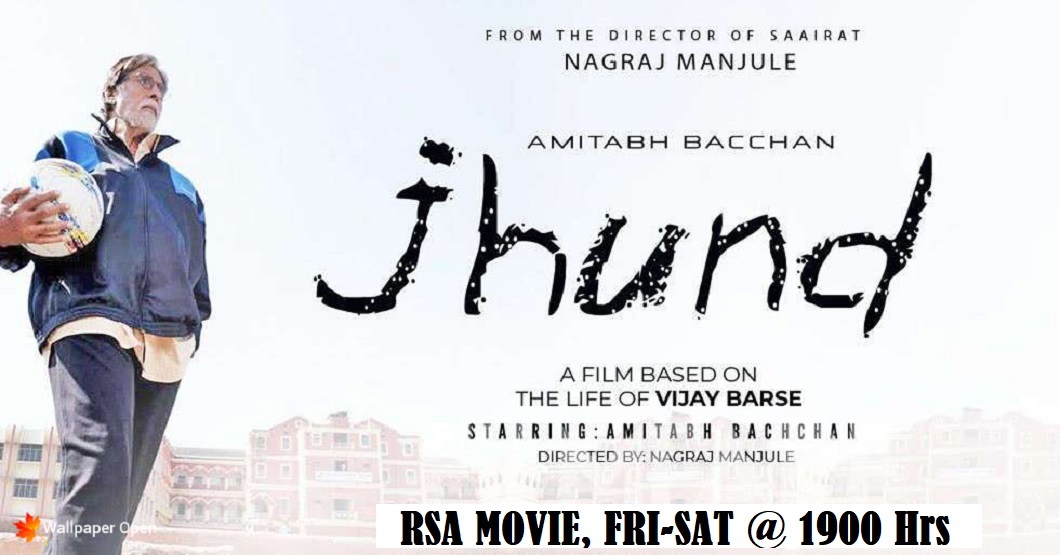 FROM THE DIRECTOR OF SAAIRAT
NAGRAJ MANJULE
AMITABH BACCHAN
Jhund
A FILM BASED ON
THE LIFE OF VIJAY BARSE
STARRING:AMITABH BACHCHAN
DIRECTED BY: NAGRAJ MANJULE
Wallpaper Open
RSA MOVIE, FRI-SAT @ 1900 Hrs